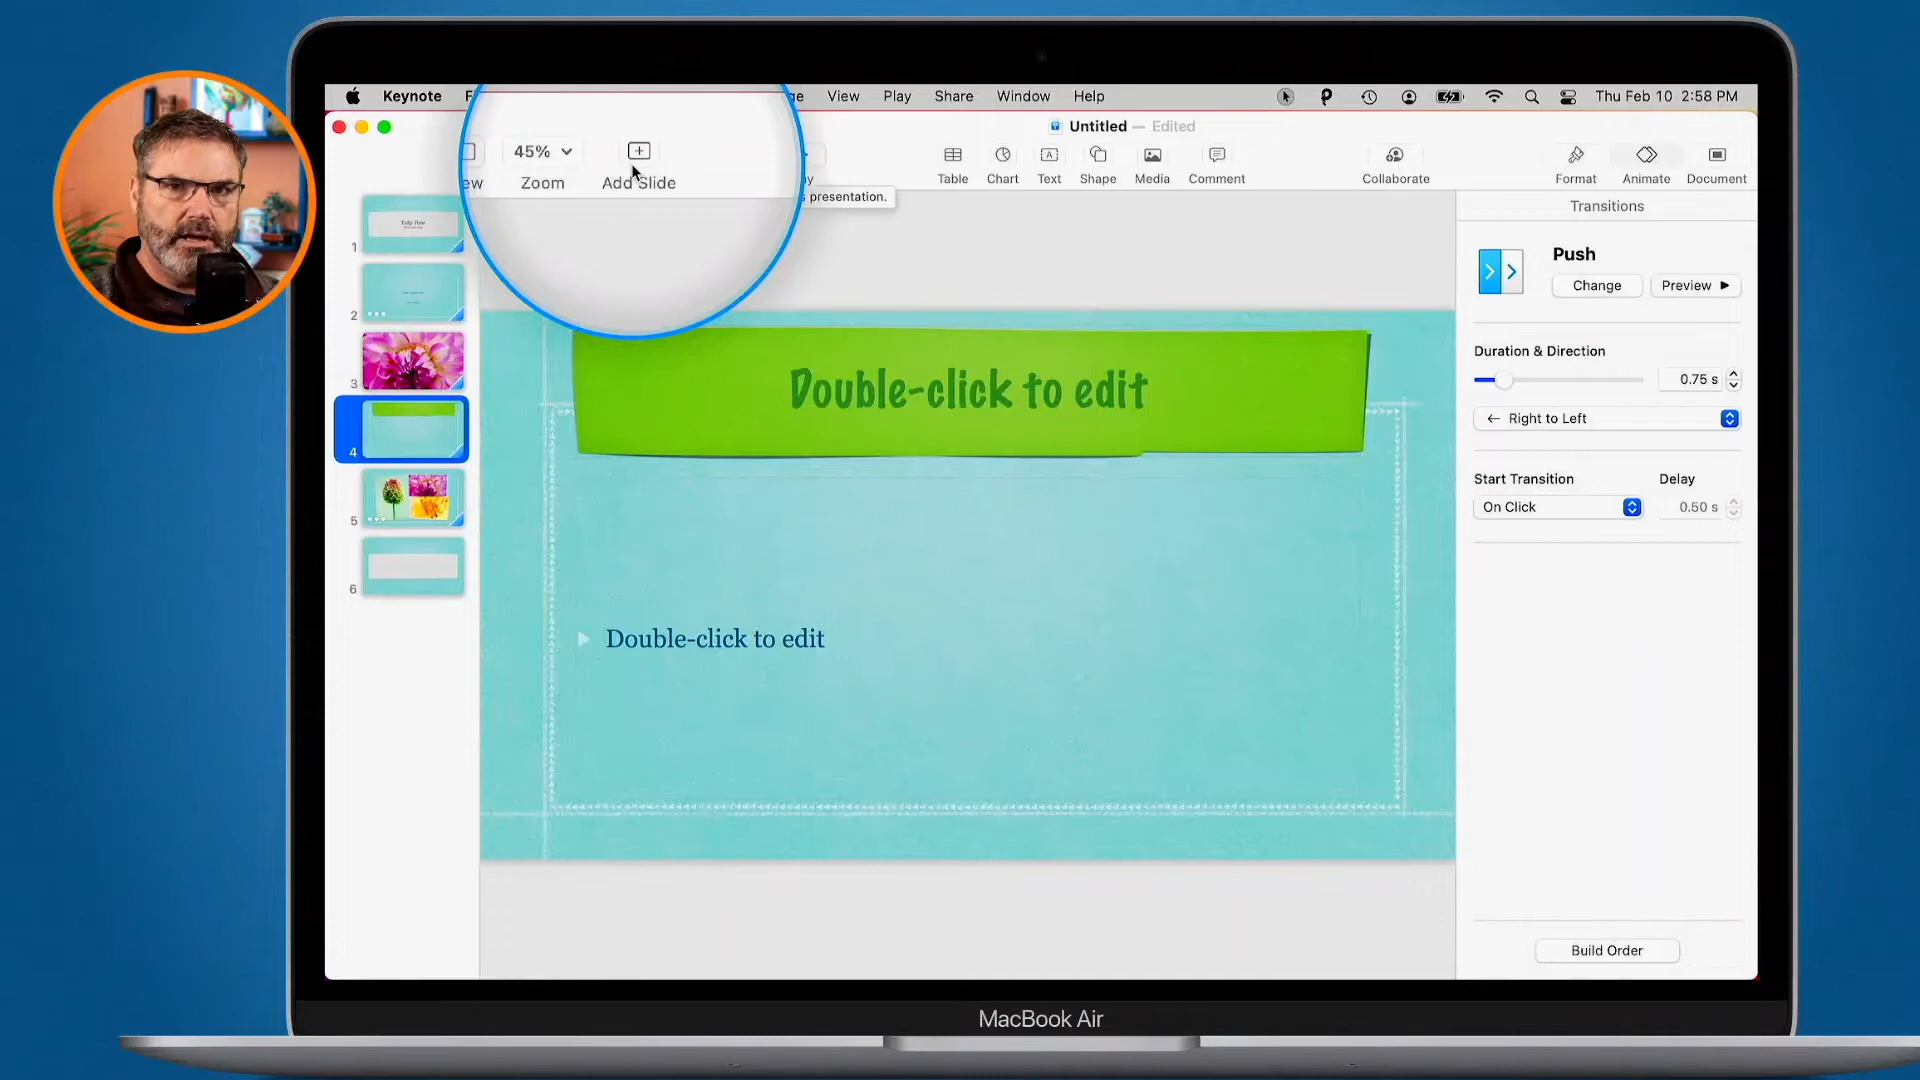 Keynote
View
Play
Share
Window
Help
Thu Feb 10 2:58 PM
Untitled — Edited
45%
Zoom
Add Slide
presentation.
Table
Chart
Text
Shape
Media
Comment
Collaborate
Format
Animate
Document
1
2
3
4
5
6
Double-click to edit
Double-click to edit
Transitions
Push
Change
Preview
Duration & Direction
0.75 s
← Right to Left
Start Transition
Delay
On Click
0.50 s
Build Order
MacBook Air